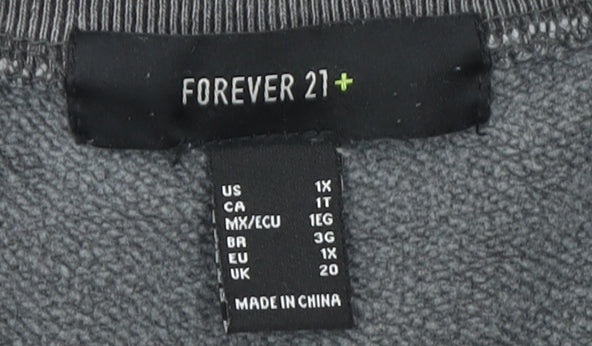 FOREVER 21+
US 1X
CA 1T
MX/ECU 1EG
BR 3G
EU 1X
UK 20
MADE IN CHINA